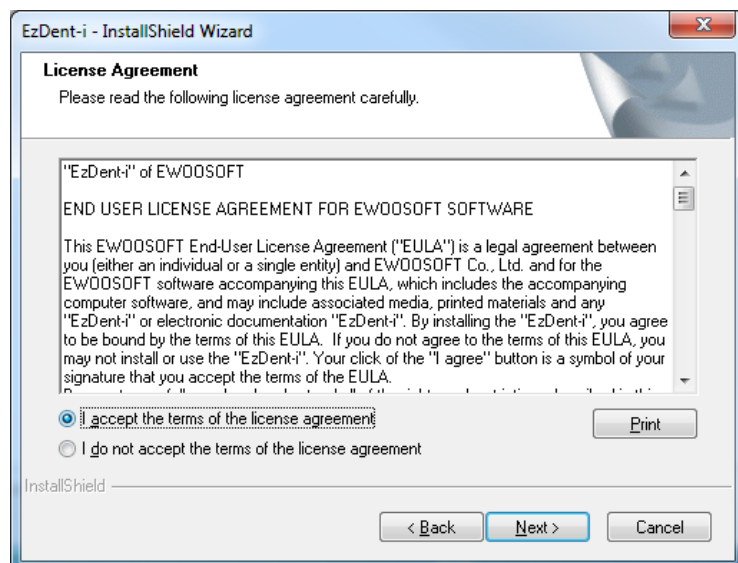 EzDent-i - InstallShield Wizard
License Agreement
Please read the following license agreement carefully.
"EzDent-i" of EWOOSOFT
END USER LICENSE AGREEMENT FOR EWOOSOFT SOFTWARE
This EWOOSOFT End-User License Agreement ("EULA") is a legal agreement between
you (either an individual or a single entity) and EWOOSOFT Co., Ltd. and for the
EWOOSOFT software accompanying this EULA, which includes the accompanying
computer software, and may include associated media, printed materials and any
"EzDent-i" or electronic documentation "EzDent-i". By installing the "EzDent-i", you agree
to be bound by the terms of this EULA.  If you do not agree to the terms of this EULA, you
may not install or use the "EzDent-i". Your click of the "I agree" button is a symbol of your
signature that you accept the terms of the EULA.
I accept the terms of the license agreement
Print
I do not accept the terms of the license agreement
InstallShield
< Back
Next >
Cancel